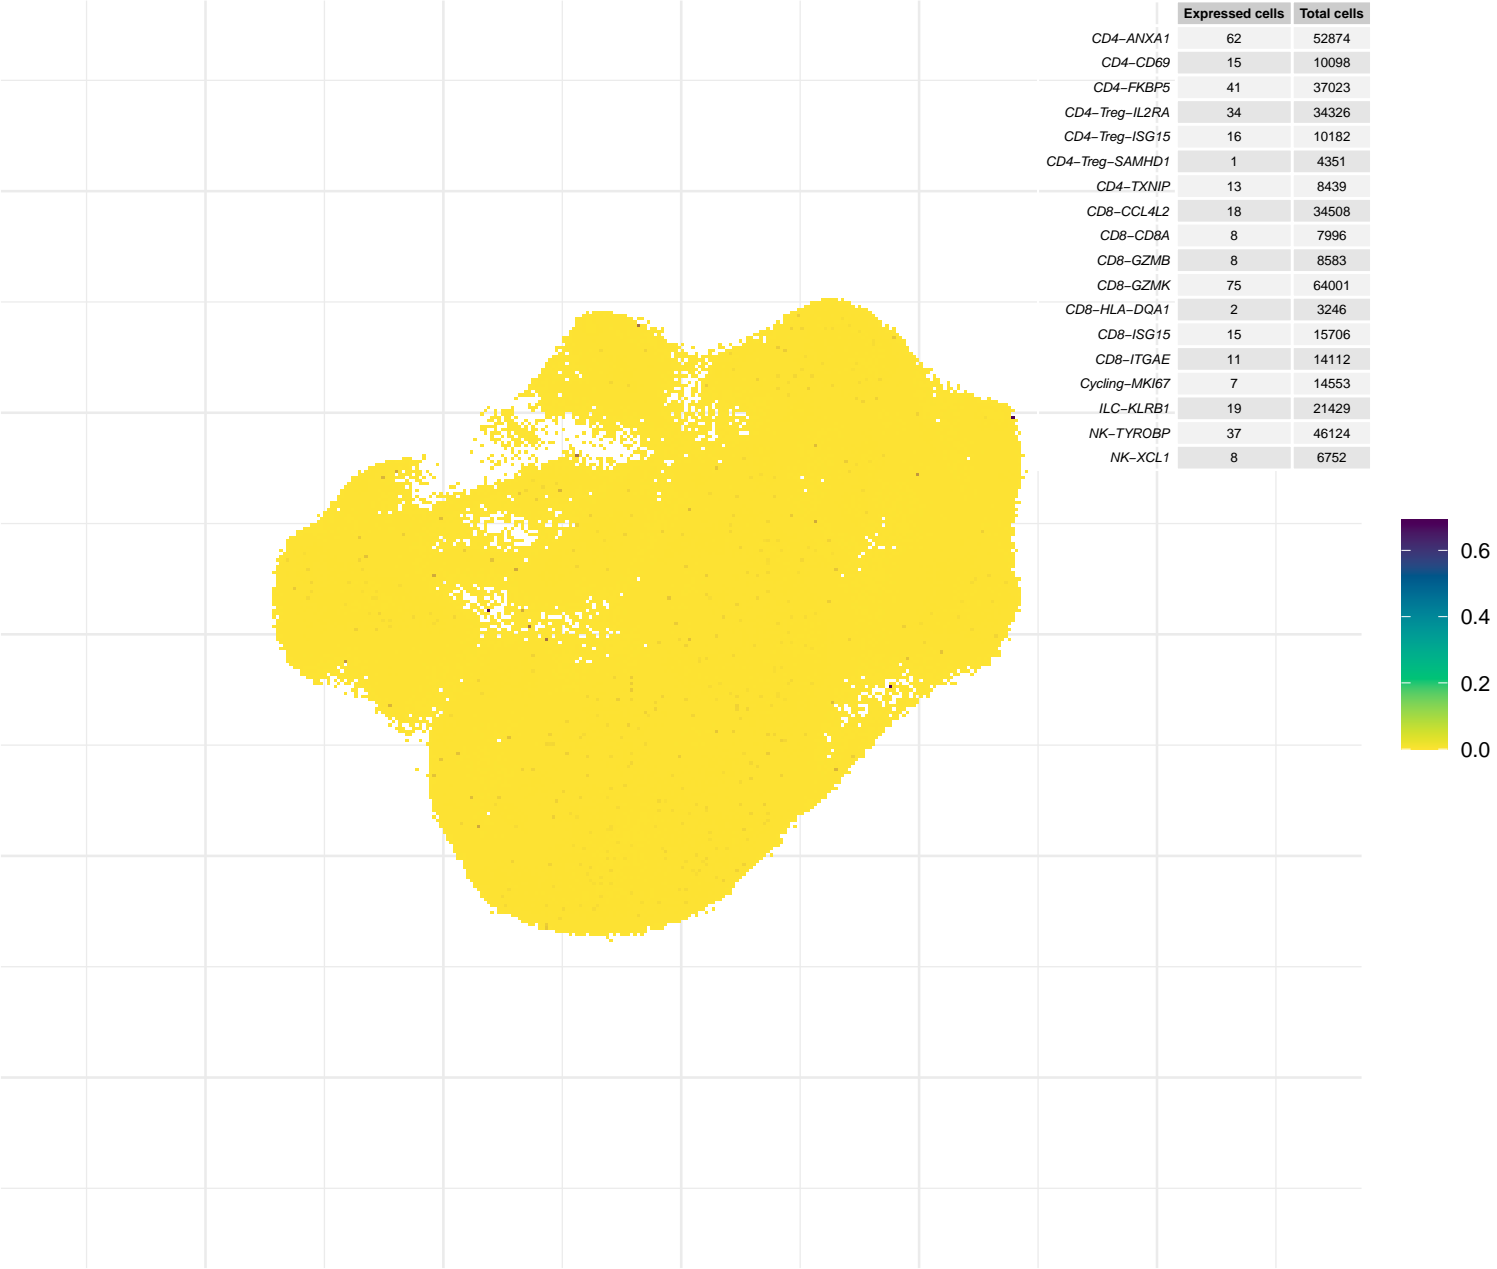 Expressed cells Total cells
CD4−ANXA1 62 52874
CD4−CD69 15 10098
CD4−FKBP5 41 37023
CD4−Treg−IL2RA 34 34326
CD4−Treg−ISG15 16 10182
CD4−Treg−SAMHD1 1 4351
CD4−TXNIP 13 8439
CD8−CCL4L2 18 34508
CD8−CD8A 8 7996
CD8−GZMB 8 8583
CD8−GZMK 75 64001
CD8−HLA−DQA1 2 3246
CD8−ISG15 15 15706
CD8−ITGAE 11 14112
Cycling−MKI67 7 14553
ILC−KLRB1 19 21429
NK−TYROBP 37 46124
NK−XCL1 8 6752
0.6
0.4
0.2
0.0